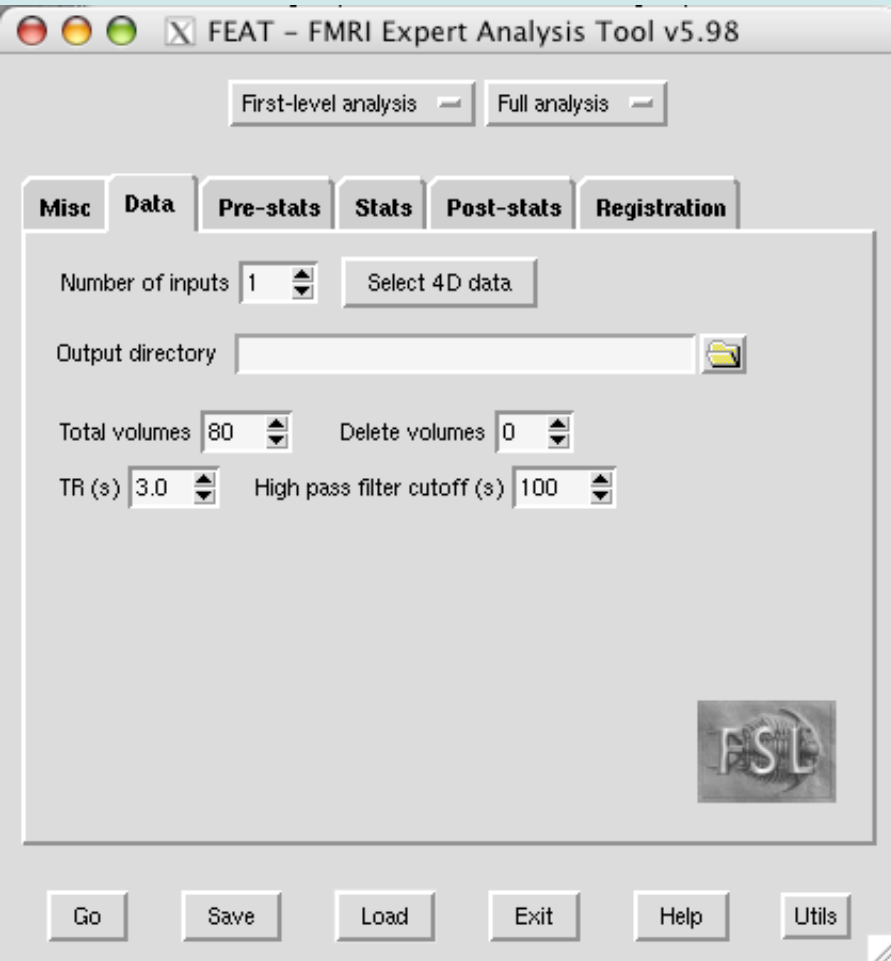 FEAT - FMRI Expert Analysis Tool v5.98
First-level analysis Full analysis
Misc Data Pre-stats Stats Post-stats Registration
Number of inputs 1 Select 4D data
Output directory
Total volumes 80 Delete volumes 0
TR (s) 3.0 High pass filter cutoff (s) 100
FSL
Go Save Load Exit Help Utils